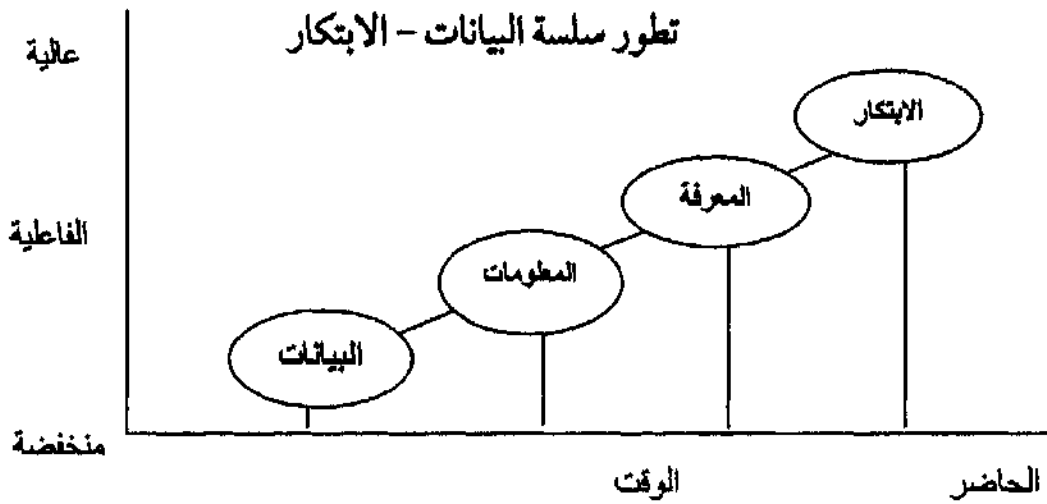 تطور سلسة البيانات – الابتكار
عالية
الابتكار
المعرفة
الفاعلية
المعلومات
البيانات
منخفضة
الوقت
الحاضر